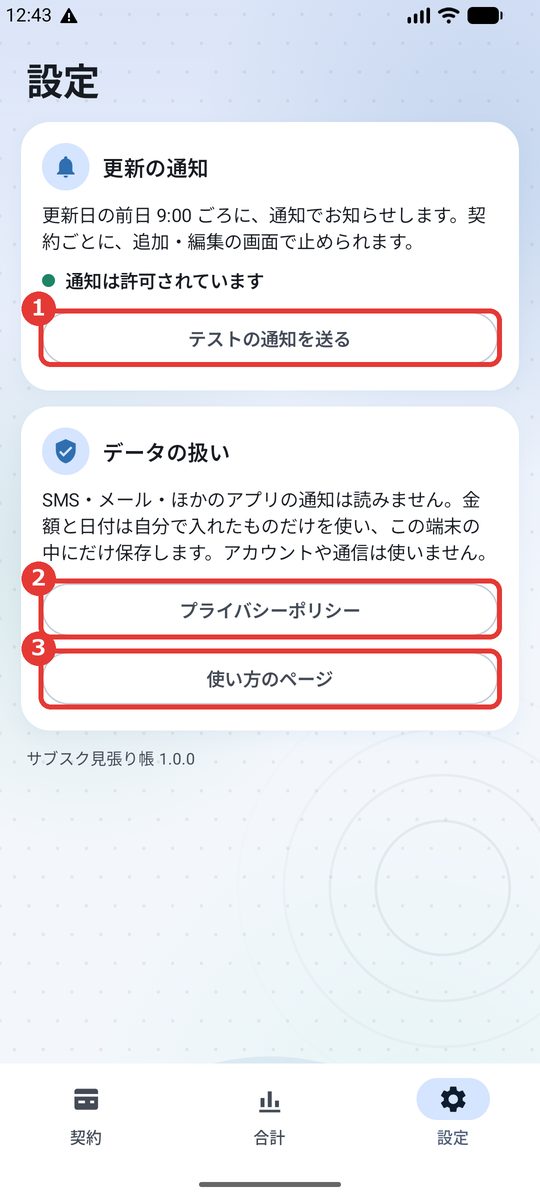 12:43
設定
更新の通知
更新日の前日 9:00 ごろに、通知でお知らせします。契
約ごとに、追加・編集の画面で止められます。
通知は許可されています
1
テストの通知を送る
データの扱い
SMS・メール・ほかのアプリの通知は読みません。金
額と日付は自分で入れたものだけを使い、この端末の
中にだけ保存します。アカウントや通信は使いません。
2
プライバシーポリシー
3
使い方のページ
サブスク見張り帳 1.0.0
契約
合計
設定